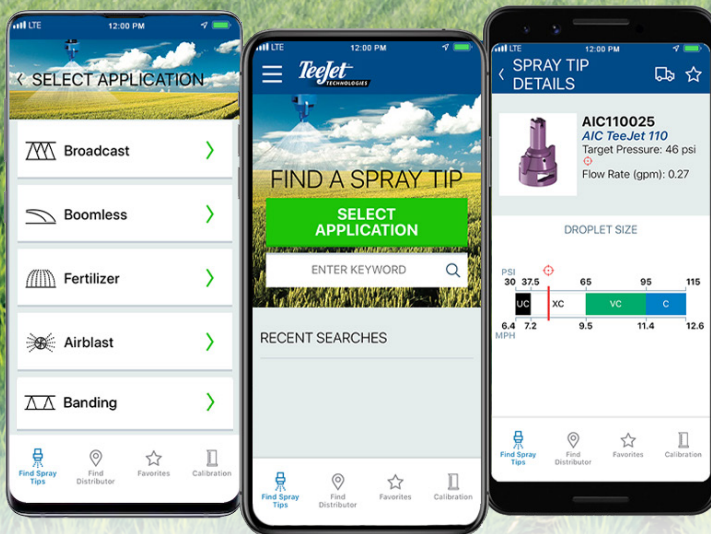 LTE
12:00 PM
SELECT APPLICATION
Broadcast
Boomless
Fertilizer
Airblast
Banding
Find Spray
Tips
Find
Distributor
Favorites
Calibration
LTE
12:00 PM
TeeJet
TECHNOLOGIES
FIND A SPRAY TIP
SELECT
APPLICATION
ENTER KEYWORD
RECENT SEARCHES
Find Spray
Tips
Find
Distributor
Favorites
Calibration
LTE
12:00 PM
SPRAY TIP
DETAILS
AIC110025
AIC TeeJet 110
Target Pressure: 46 psi
Flow Rate (gpm): 0.27
DROPLET SIZE
PSI
30 37.5 65 95 115
UC XC VC C
6.4 7.2 9.5 11.4 12.6
MPH
Find Spray
Tips
Find
Distributor
Favorites
Calibration